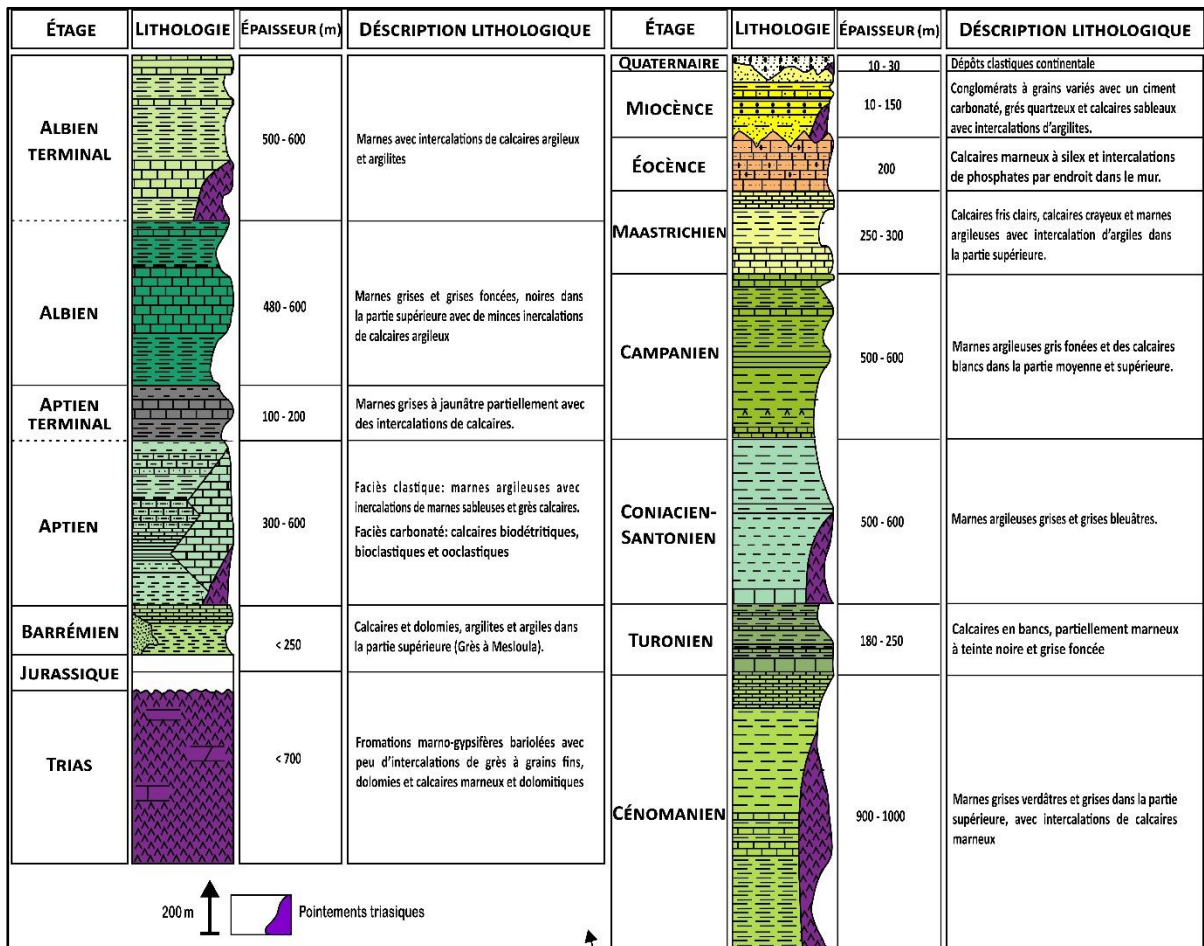 ÉTAGE
LITHOLOGIE
ÉPAISSEUR (m)
DÉSCRIPTION LITHOLOGIQUE
ALBIEN
TERMINAL
500 - 600
Marnes avec intercalations de calcaires argileux
et argilites
ALBIEN
480 - 600
Marnes grises et grises foncées, noires dans
la partie supérieure avec de minces inercalations
de calcaires argileux
APTIEN
TERMINAL
100 - 200
Marnes grises à jaunâtre partiellement avec
des intercalations de calcaires.
APTIEN
300 - 600
Faciès clastique: marnes argileuses avec
inercalations de marnes sableuses et grès calcaires.
Faciès carbonaté: calcaires biodétritiques,
bioclastiques et ooclastiques
BARRÉMIEN
< 250
Calcaires et dolomies, argilites et argiles dans
la partie supérieure (Grès à Mesloula).
JURASSIQUE
TRIAS
< 700
Fromations marno-gypsifères bariolées avec
peu d'intercalations de grès à grains fins,
dolomies et calcaires marneux et dolomitiques
200 m
Pointements triasiques
ÉTAGE
LITHOLOGIE
ÉPAISSEUR (m)
DÉSCRIPTION LITHOLOGIQUE
QUATERNAIRE
10 - 30
Dépôts clastiques continentale
MIOCÈNCE
10 - 150
Conglomérats à grains variés avec un ciment
carbonaté, grés quartzeux et calcaires sableaux
avec intercalations d'argilites.
ÉOCÈNCE
200
Calcaires marneux à silex et intercalations
de phosphates par endroit dans le mur.
MAASTRICHIEN
250 - 300
Calcaires fris clairs, calcaires crayeux et marnes
argileuses avec intercalation d'argiles dans
la partie supérieure.
CAMPANIEN
500 - 600
Marnes argileuses gris fonées et des calcaires
blancs dans la partie moyenne et supérieure.
CONIACIEN-
SANTONIEN
500 - 600
Marnes argileuses grises et grises bleuâtres.
TURONIEN
180 - 250
Calcaires en bancs, partiellement marneux
à teinte noire et grise foncée
CÉNOMANIEN
900 - 1000
Marnes grises verdâtres et grises dans la partie
supérieure, avec intercalations de calcaires
marneux